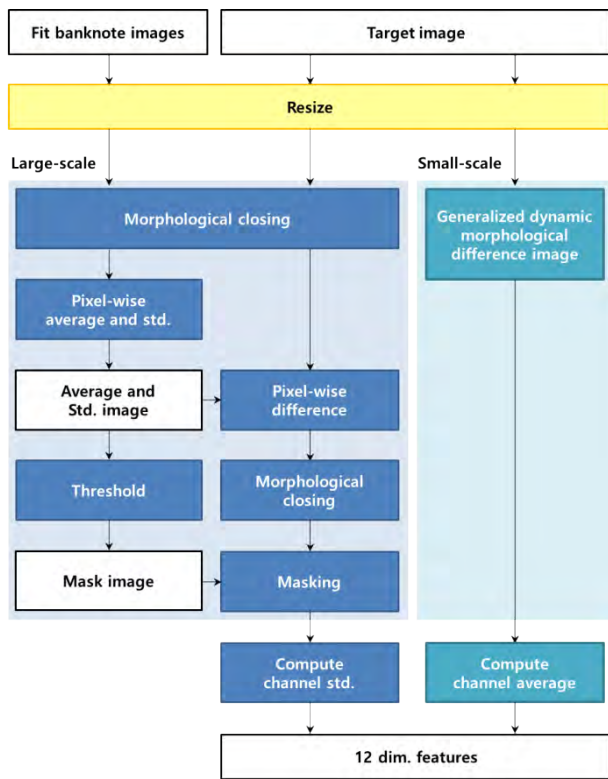 Fit banknote images
Target image
Resize
Large-scale
Small-scale
Morphological closing
Generalized dynamic
morphological
difference image
Pixel-wise
average and std.
Average and
Std. image
Pixel-wise
difference
Threshold
Morphological
closing
Mask image
Masking
Compute
channel std.
Compute
channel average
12 dim. features